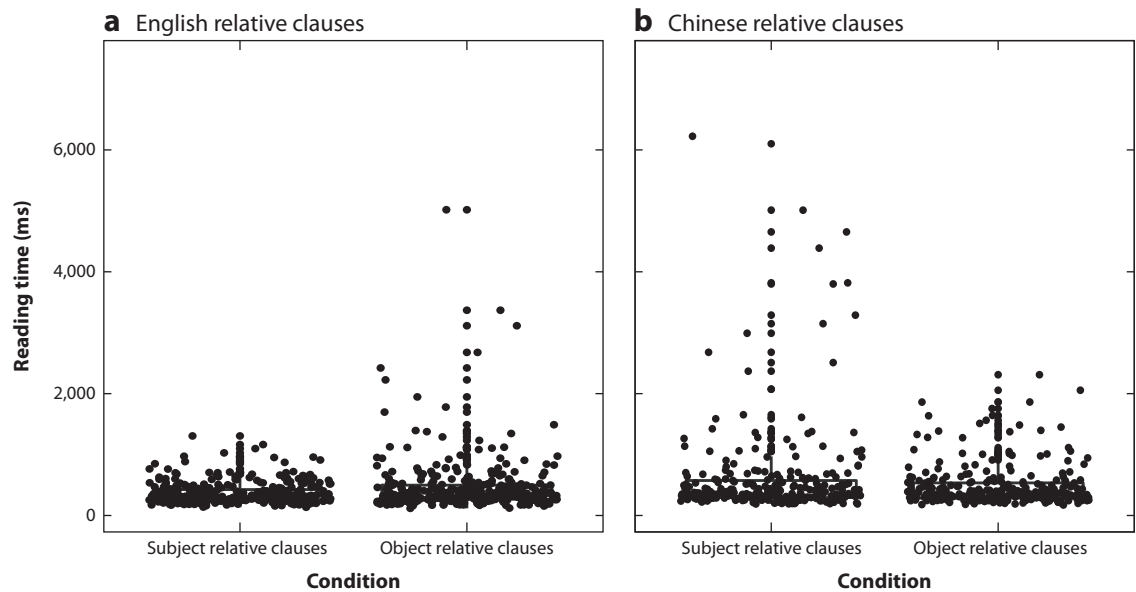 a English relative clauses
b Chinese relative clauses
Reading time (ms)
6,000
4,000
2,000
0
Subject relative clauses
Object relative clauses
Subject relative clauses
Object relative clauses
Condition
Condition